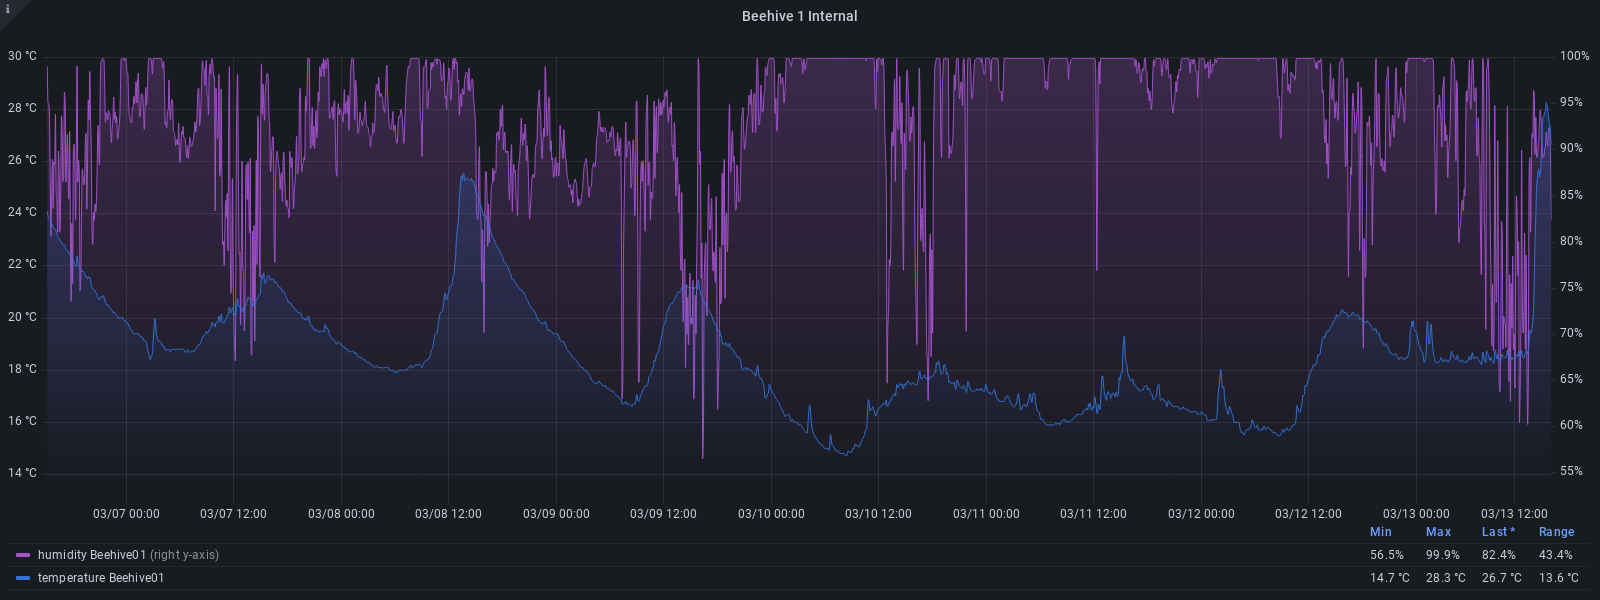 i
Beehive 1 Internal
30 °C 100%
28 °C 95%
26 °C 90%
24 °C 85%
22 °C 80%
20 °C 75%
18 °C 70%
16 °C 65%
14 °C 60%
55%
03/07 00:00 03/07 12:00 03/08 00:00 03/08 12:00 03/09 00:00 03/09 12:00 03/10 00:00 03/10 12:00 03/11 00:00 03/11 12:00 03/12 00:00 03/12 12:00 03/13 00:00 03/13 12:00
Min Max Last * Range
humidity Beehive01 (right y-axis) 56.5% 99.9% 82.4% 43.4%
temperature Beehive01 14.7 °C 28.3 °C 26.7 °C 13.6 °C